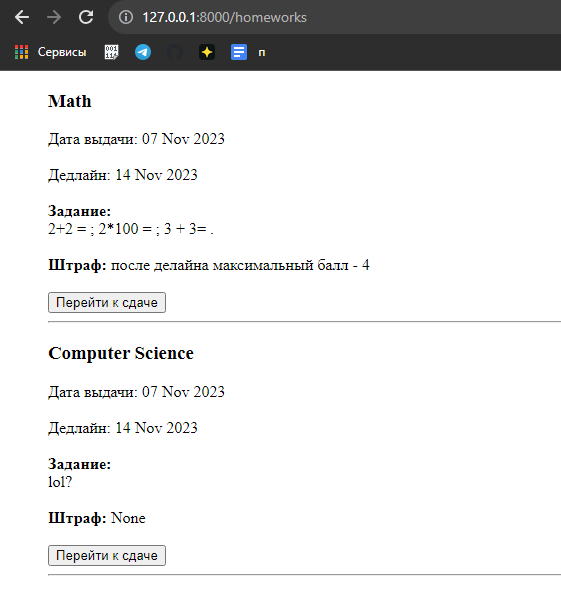 127.0.0.1:8000/homeworks
Сервисы
001
п
Math
Дата выдачи: 07 Nov 2023
Дедлайн: 14 Nov 2023
Задание:
2+2 = ; 2*100 = ; 3 + 3= .
Штраф: после делайна максимальный балл - 4
Перейти к сдаче
Computer Science
Дата выдачи: 07 Nov 2023
Дедлайн: 14 Nov 2023
Задание:
lol?
Штраф: None
Перейти к сдаче